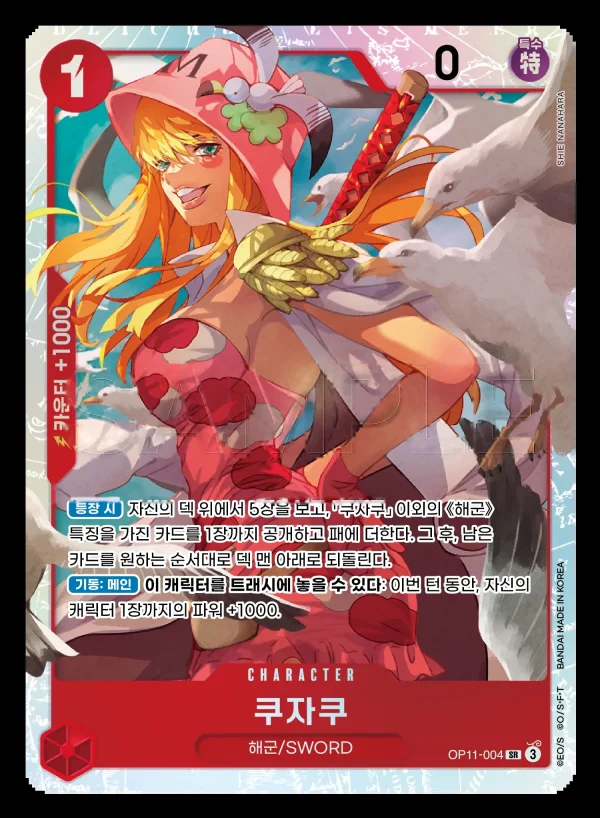 1
0
특수
特
SHIE NANAHARA
카운터 +1000
SAMPLE
등장 시 자신의 덱 위에서 5장을 보고, 「쿠자쿠」 이외의 《해군》
특징을 가진 카드를 1장까지 공개하고 패에 더한다. 그 후, 남은
카드를 원하는 순서대로 덱 맨 아래로 되돌린다.
기동: 메인 이 캐릭터를 트래시에 놓을 수 있다: 이번 턴 동안, 자신의
캐릭터 1장까지의 파워 +1000.
CHARACTER
쿠자쿠
해군/SWORD
OP11-004 SR 3
©EO/S ©O/S·F·T BANDAI MADE IN KOREA